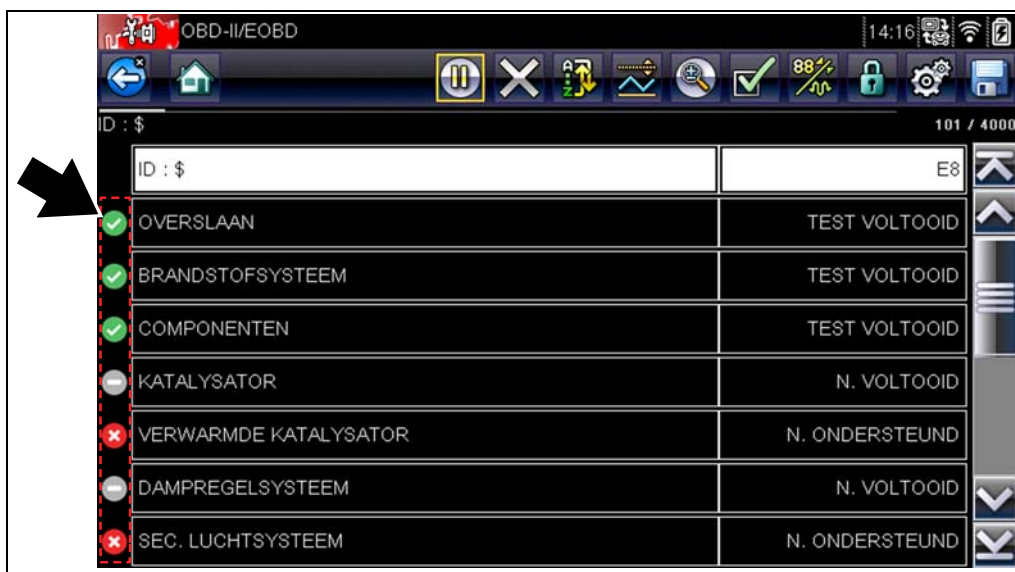 OBD-II/EOBD 14:16
ID : $ 101 / 4000
ID : $ E8
OVERSLAAN TEST VOLTOOID
BRANDSTOFSYSTEEM TEST VOLTOOID
COMPONENTEN TEST VOLTOOID
KATALYSATOR N. VOLTOOID
VERWARMDE KATALYSATOR N. ONDERSTEUND
DAMPREGELSYSTEEM N. VOLTOOID
SEC. LUCHTSYSTEEM N. ONDERSTEUND